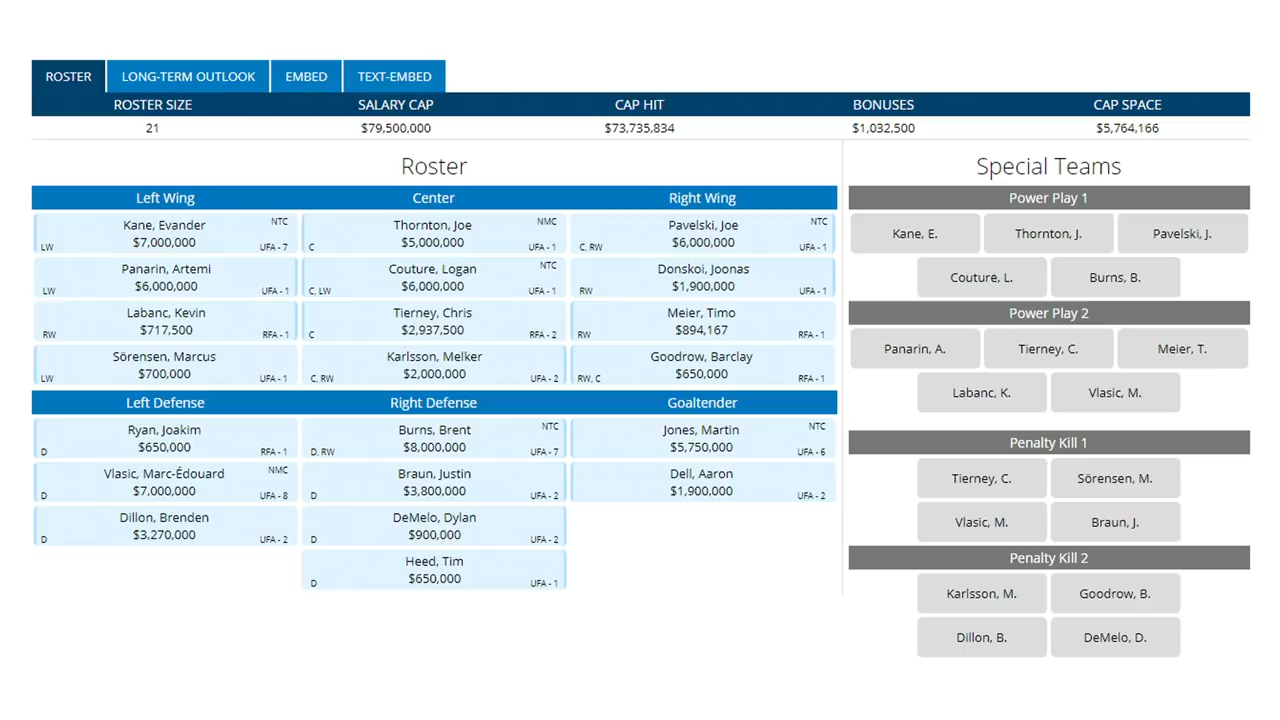 ROSTER LONG-TERM OUTLOOK EMBED TEXT-EMBED
ROSTER SIZE SALARY CAP CAP HIT BONUSES CAP SPACE
21 $79,500,000 $73,735,834 $1,032,500 $5,764,166
Roster
Left Wing Center Right Wing
Kane, Evander NTC Thornton, Joe NMC Pavelski, Joe NTC
LW $7,000,000 UFA - 7 C $5,000,000 UFA - 1 C, RW $6,000,000 UFA - 1
Panarin, Artemi Couture, Logan NTC Donskoi, Joonas
LW $6,000,000 UFA - 1 C, LW $6,000,000 UFA - 1 RW $1,900,000 UFA - 1
Labanc, Kevin Tierney, Chris Meier, Timo
RW $717,500 RFA - 1 C $2,937,500 RFA - 2 RW $894,167 RFA - 1
Sörensen, Marcus Karlsson, Melker Goodrow, Barclay
LW $700,000 UFA - 1 C, RW $2,000,000 UFA - 2 RW, C $650,000 RFA - 1
Left Defense Right Defense Goaltender
Ryan, Joakim Burns, Brent NTC Jones, Martin NTC
D $650,000 RFA - 1 D, RW $8,000,000 UFA - 7 $5,750,000 UFA - 6
Vlasic, Marc-Édouard NMC Braun, Justin Dell, Aaron
D $7,000,000 UFA - 8 D $3,800,000 UFA - 2 $1,900,000 UFA - 2
Dillon, Brenden DeMelo, Dylan
D $3,270,000 UFA - 2 D $900,000 UFA - 2
Heed, Tim
D $650,000 UFA - 1
Special Teams
Power Play 1
Kane, E. Thornton, J. Pavelski, J.
Couture, L. Burns, B.
Power Play 2
Panarin, A. Tierney, C. Meier, T.
Labanc, K. Vlasic, M.
Penalty Kill 1
Tierney, C. Sörensen, M.
Vlasic, M. Braun, J.
Penalty Kill 2
Karlsson, M. Goodrow, B.
Dillon, B. DeMelo, D.